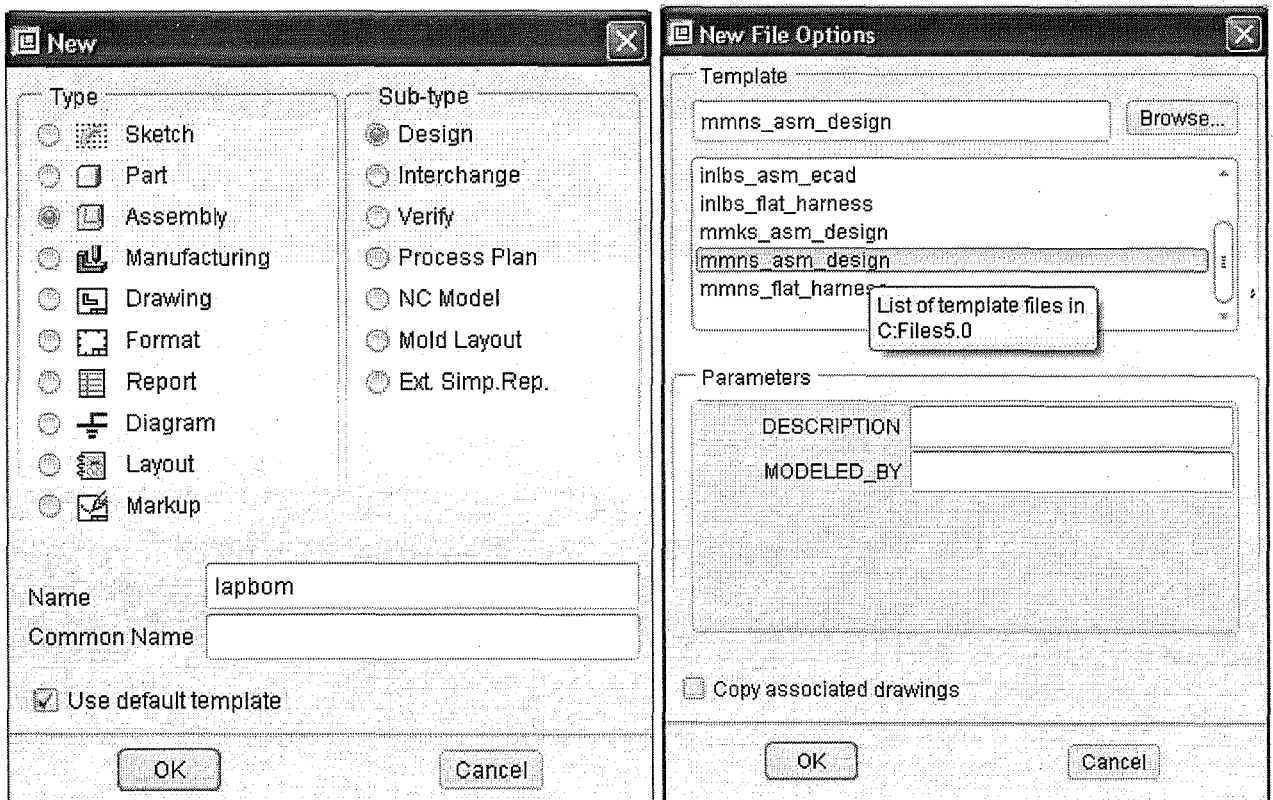 New
Type
Sub-type
Sketch
Design
Part
Interchange
Assembly
Verify
Manufacturing
Process Plan
Drawing
NC Model
Format
Mold Layout
Report
Ext. Simp.Rep.
Diagram
Layout
Markup
Name
lapbom
Common Name
Use default template
OK
Cancel
New File Options
Template
mmns_asm_design
Browse...
inlbs_asm_ecad
inlbs_flat_harness
mmks_asm_design
mmns_asm_design
mmns_flat_harness
List of template files in
C:Files5.0
Parameters
DESCRIPTION
MODELED_BY
Copy associated drawings
OK
Cancel